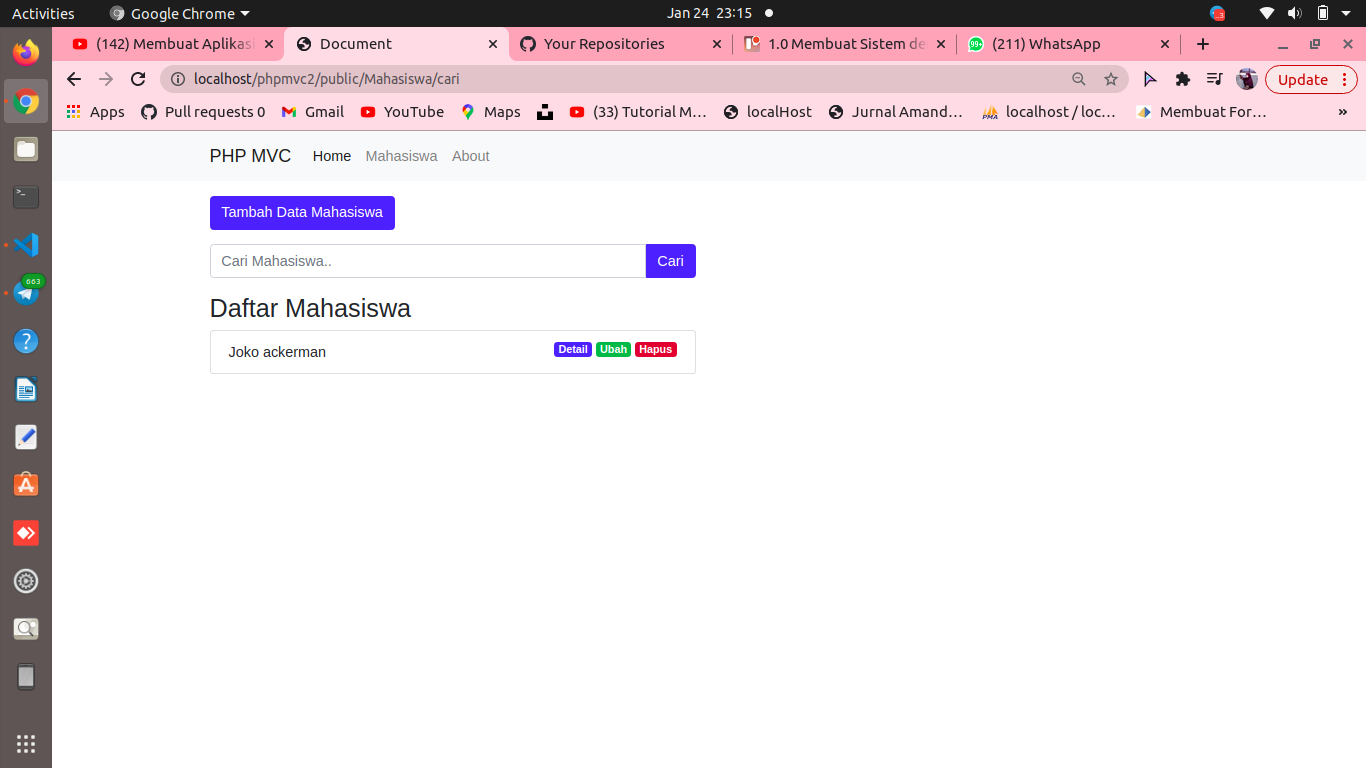 Activities Google Chrome Jan 24 23:15
(142) Membuat Aplikasi Document Your Repositories 1.0 Membuat Sistem de (211) WhatsApp
localhost/phpmvc2/public/Mahasiswa/cari Update
Apps Pull requests 0 Gmail YouTube Maps (33) Tutorial M... localHost Jurnal Amand... PMA localhost / loc... Membuat For... »
PHP MVC Home Mahasiswa About
Tambah Data Mahasiswa
Cari Mahasiswa.. Cari
Daftar Mahasiswa
Joko ackerman Detail Ubah Hapus
663
99+